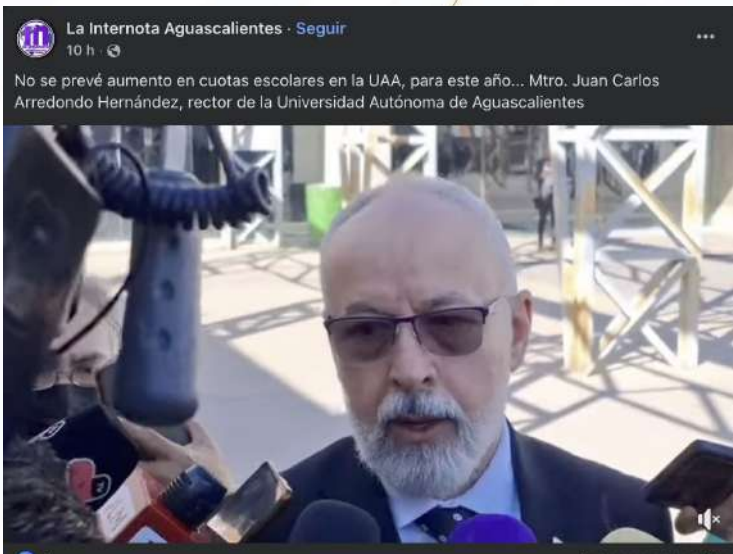 La Internota Aguascalientes · Seguir
10 h ·
No se prevé aumento en cuotas escolares en la UAA, para este año... Mtro. Juan Carlos
Arredondo Hernández, rector de la Universidad Autónoma de Aguascalientes